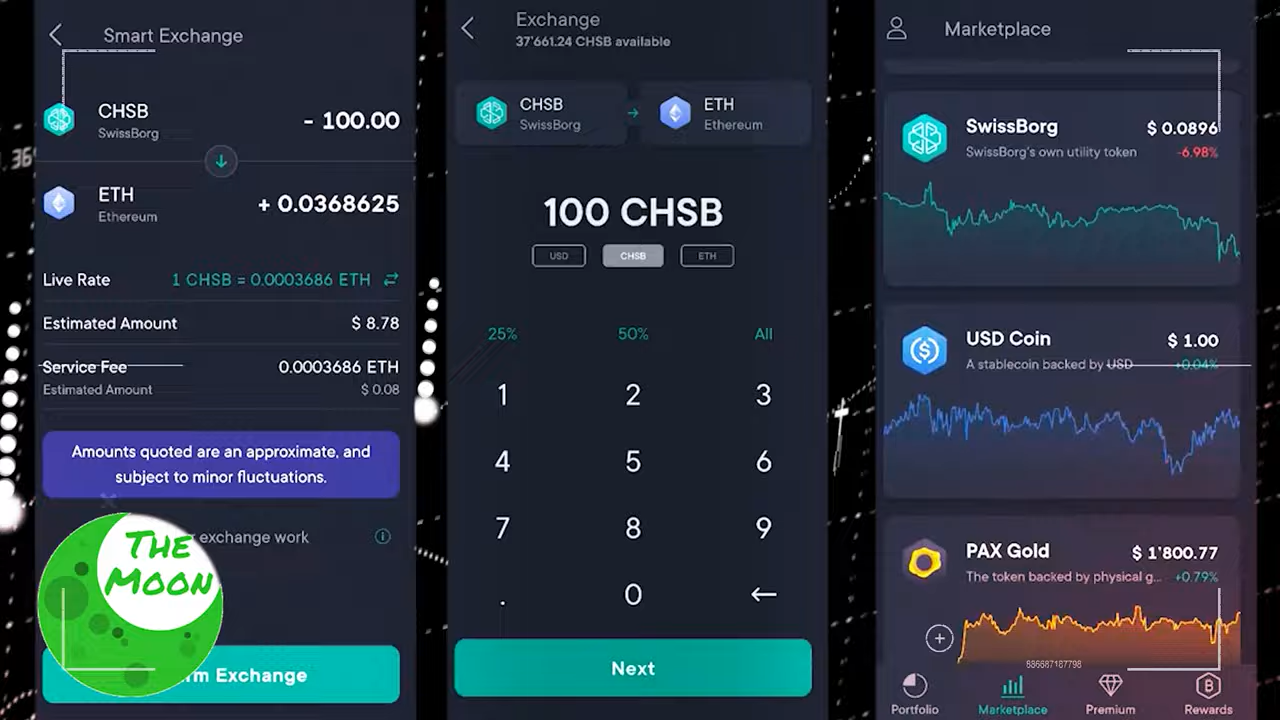 Smart Exchange
CHSB
SwissBorg
- 100.00
ETH
Ethereum
+ 0.0368625
Live Rate
1 CHSB = 0.0003686 ETH
Estimated Amount
$ 8.78
Service Fee
0.0003686 ETH
Estimated Amount
$ 0.08
Amounts quoted are an approximate, and
subject to minor fluctuations.
exchange work
THE
MOON
Exchange
Exchange
37'661.24 CHSB available
CHSB
SwissBorg
ETH
Ethereum
100 CHSB
USD
CHSB
ETH
25%
50%
All
1
2
3
4
5
6
7
8
9
.
0
Next
Marketplace
SwissBorg
$ 0.0896
SwissBorg's own utility token
-6.98%
USD Coin
$ 1.00
A stablecoin backed by USD
+0.04%
PAX Gold
$ 1'800.77
The token backed by physical g...
+0.79%
886687187798
Portfolio
Marketplace
Premium
Rewards